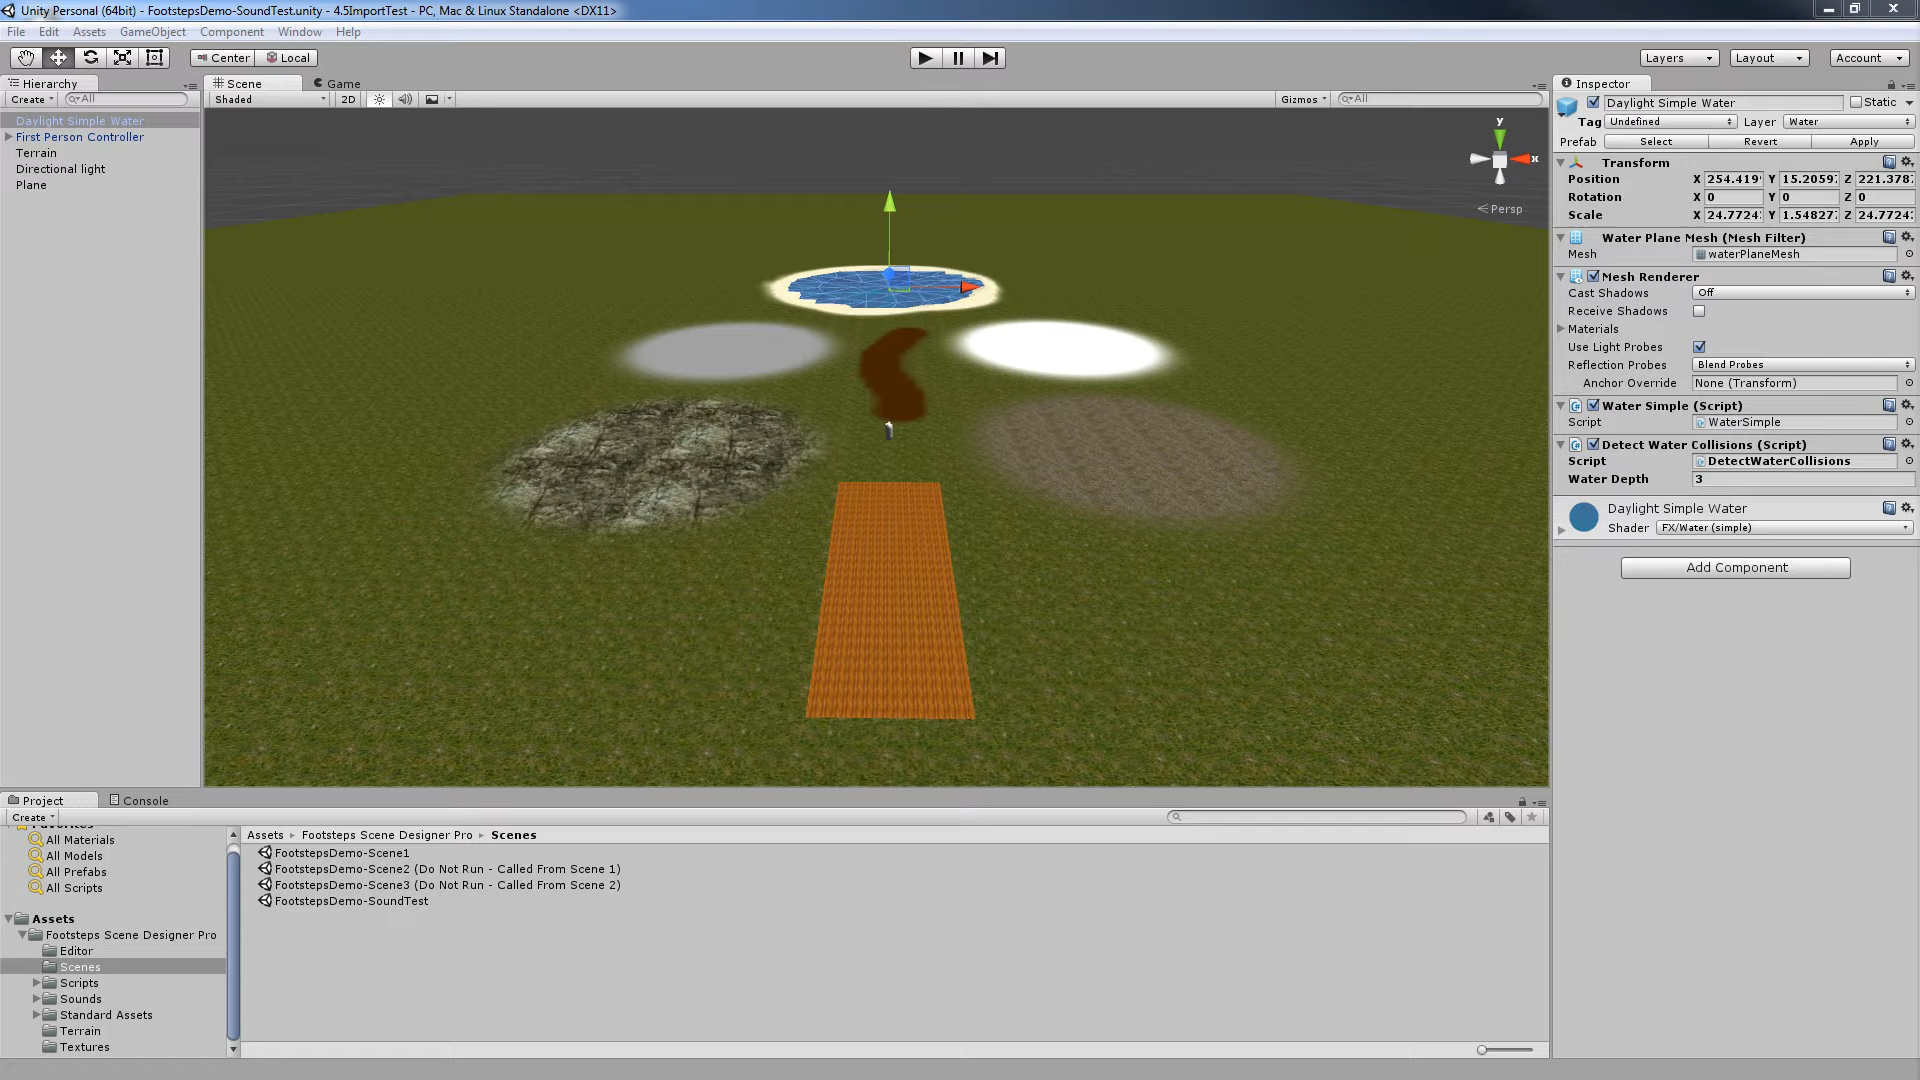 Unity Personal (64bit) - FootstepsDemo-SoundTest.unity - 4.5ImportTest - PC, Mac & Linux Standalone <DX11>
File Edit Assets GameObject Component Window Help
Center Local
Layers Layout Account
Hierarchy
Create All
Daylight Simple Water
First Person Controller
Terrain
Directional light
Plane
Scene Game
Shaded 2D Gizmos All
y
x
Persp
Inspector
Daylight Simple Water Static
Tag Undefined Layer Water
Prefab Select Revert Apply
Transform
Position X 254.419 Y 15.2059 Z 221.378
Rotation X 0 Y 0 Z 0
Scale X 24.7724 Y 1.54827 Z 24.7724
Water Plane Mesh (Mesh Filter)
Mesh waterPlaneMesh
Mesh Renderer
Cast Shadows Off
Receive Shadows
Materials
Use Light Probes
Reflection Probes Blend Probes
Anchor Override None (Transform)
Water Simple (Script)
Script WaterSimple
Detect Water Collisions (Script)
Script DetectWaterCollisions
Water Depth 3
Daylight Simple Water
Shader FX/Water (simple)
Add Component
Project Console
Create
Favorites
All Materials
All Models
All Prefabs
All Scripts
Assets
Footsteps Scene Designer Pro
Editor
Scenes
Scripts
Sounds
Standard Assets
Terrain
Textures
Assets Footsteps Scene Designer Pro Scenes
FootstepsDemo-Scene1
FootstepsDemo-Scene2 (Do Not Run - Called From Scene 1)
FootstepsDemo-Scene3 (Do Not Run - Called From Scene 2)
FootstepsDemo-SoundTest